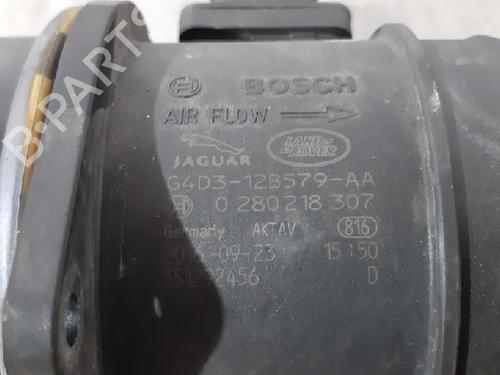 BOSCH
AIR FLOW
JAGUAR
LAND-ROVER
G4D3-12B579-AA
0 280 218 307
Germany AKTAV 816
09-23 15:50
D
B-PARTS